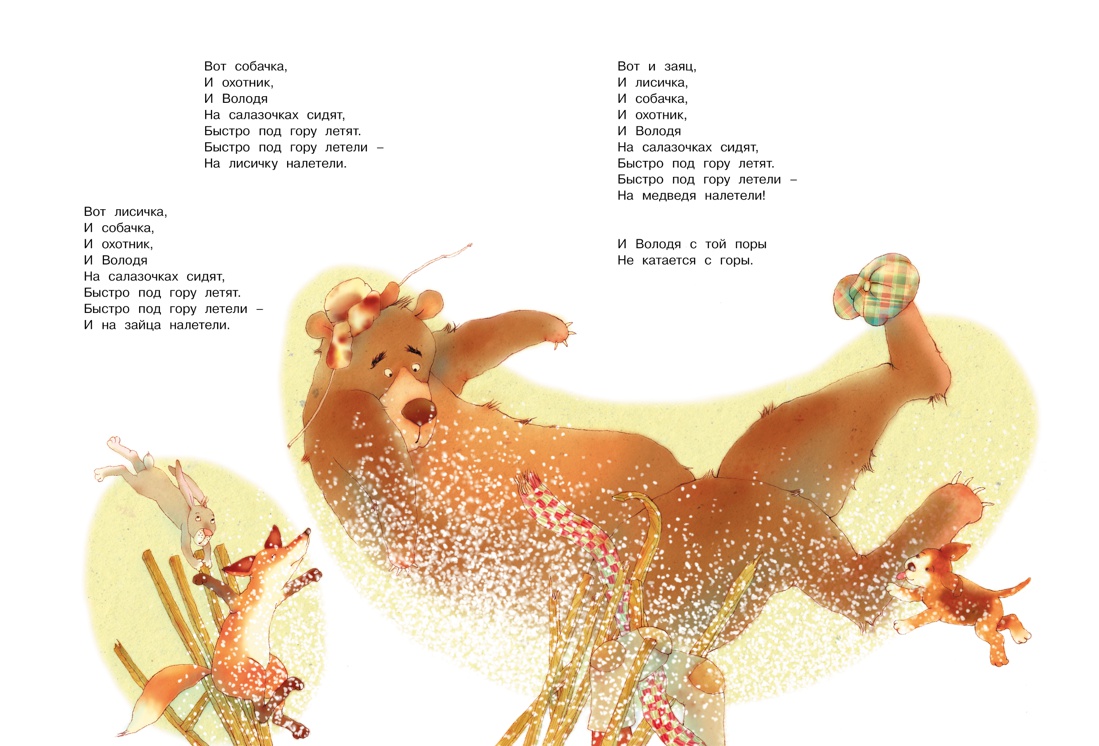 Вот собачка,
И охотник,
И Володя
На салазочках сидят,
Быстро под гору летят.
Быстро под гору летели –
На лисичку налетели.
Вот лисичка,
И собачка,
И охотник,
И Володя
На салазочках сидят,
Быстро под гору летят.
Быстро под гору летели –
И на зайца налетели.
Вот и заяц,
И лисичка,
И собачка,
И охотник,
И Володя
На салазочках сидят,
Быстро под гору летят.
Быстро под гору летели –
На медведя налетели!
И Володя с той поры
Не катается с горы.